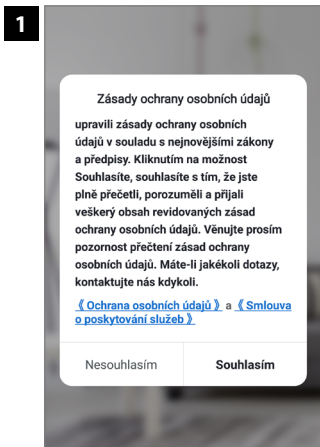 1
Zásady ochrany osobních údajů
upravili zásady ochrany osobních
údajů v souladu s nejnovějšími zákony
a předpisy. Kliknutím na možnost
Souhlasíte, souhlasíte s tím, že jste
plně přečetli, porozuměli a přijali
veškerý obsah revidovaných zásad
ochrany osobních údajů. Věnujte prosím
pozornost přečtení zásad ochrany
osobních údajů. Máte-li jakékoli dotazy,
kontaktujte nás kdykoli.
《 Ochrana osobních údajů 》 a 《 Smlouva
o poskytování služeb 》
Nesouhlasím Souhlasím